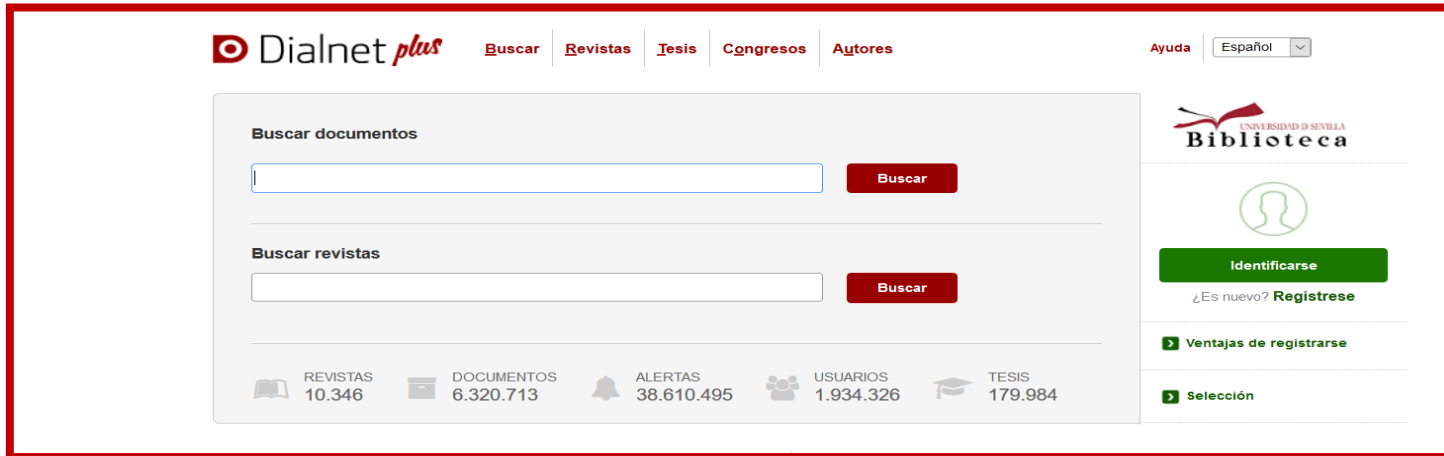 Dialnet plus
Buscar
Revistas
Tesis
Congresos
Autores
Ayuda
Español
Buscar documentos
Buscar
Buscar revistas
Buscar
REVISTAS
10.346
DOCUMENTOS
6.320.713
ALERTAS
38.610.495
USUARIOS
1.934.326
TESIS
179.984
UNIVERSIDAD D SEVILLA
Biblioteca
Identificarse
¿Es nuevo? Regístrese
Ventajas de registrarse
Selección